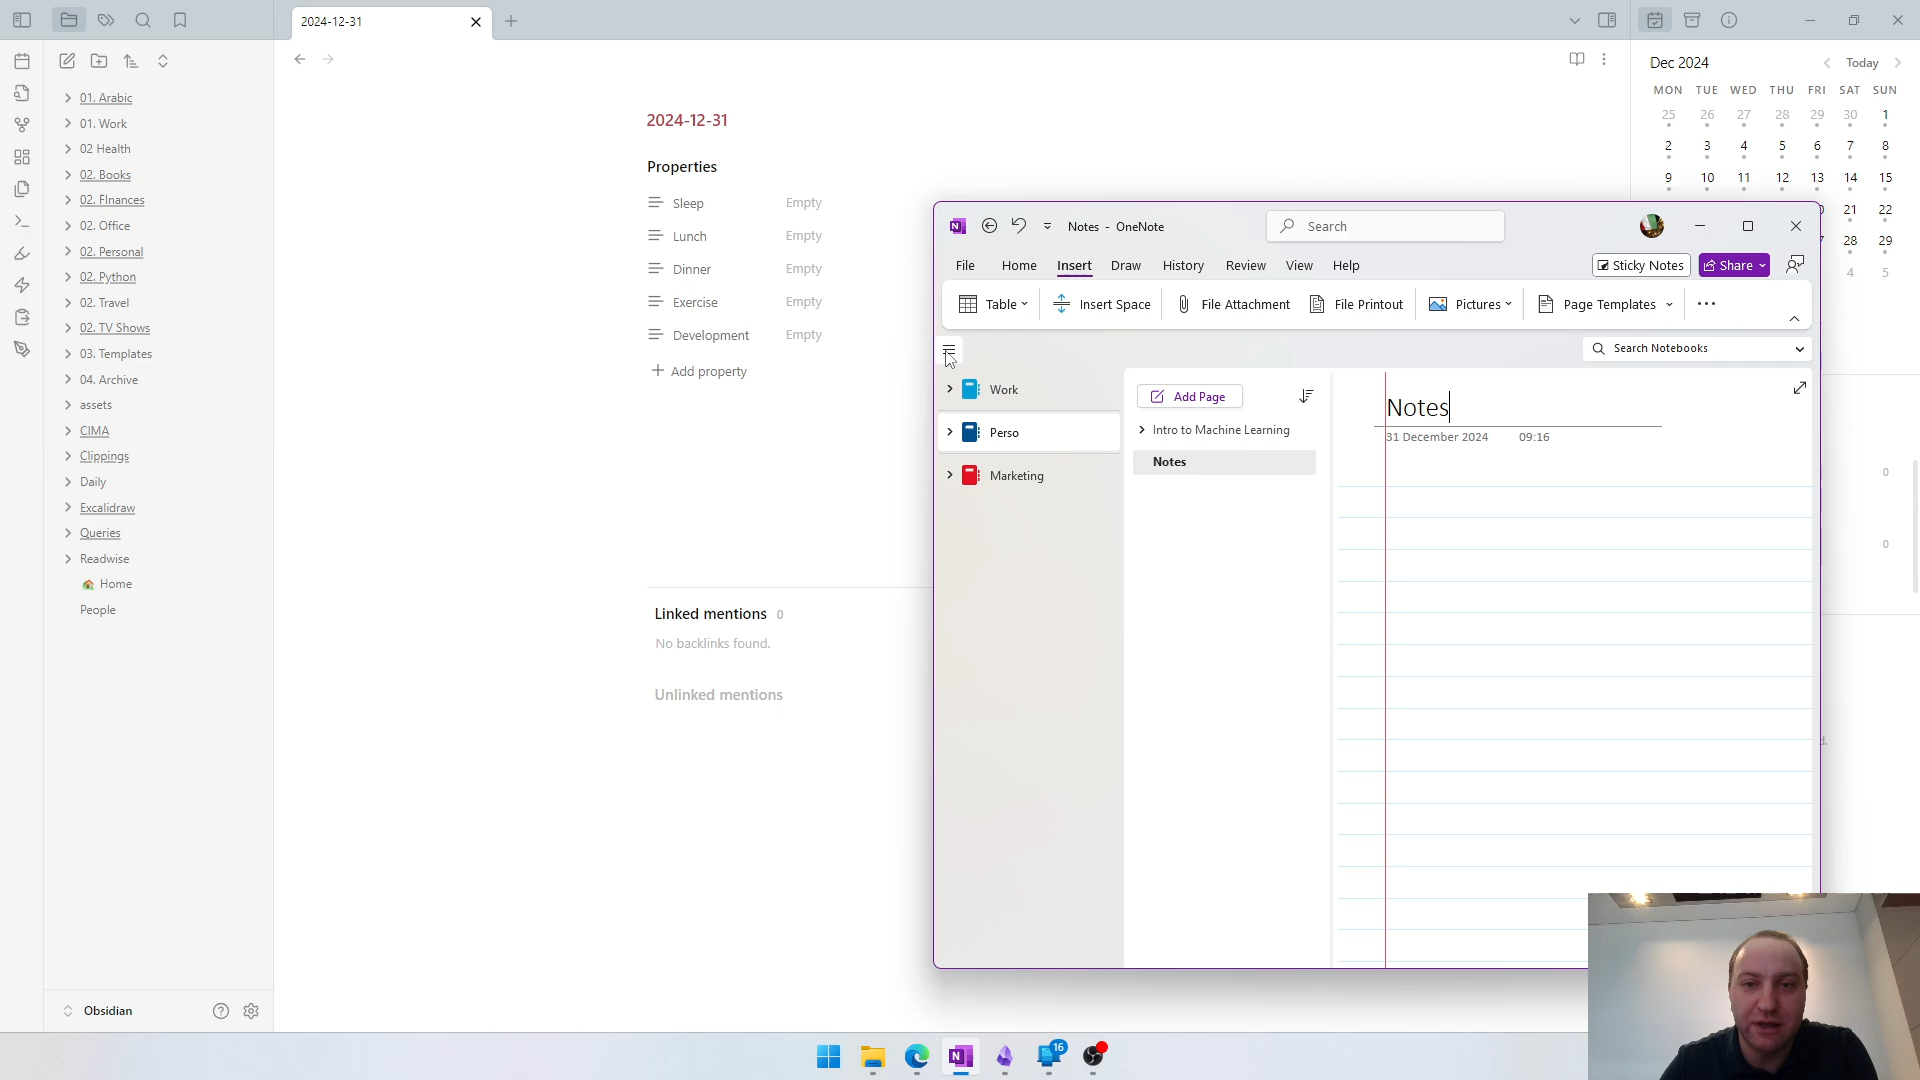 2024-12-31
01. Arabic
01. Work
02 Health
02. Books
02. FInances
02. Office
02. Personal
02. Python
02. Travel
02. TV Shows
03. Templates
04. Archive
assets
CIMA
Clippings
Daily
Excalidraw
Queries
Readwise
Home
People
Obsidian
2024-12-31
Properties
Sleep Empty
Lunch Empty
Dinner Empty
Exercise Empty
Development Empty
Add property
Linked mentions 0
No backlinks found.
Unlinked mentions
Dec 2024 Today
MON TUE WED THU FRI SAT SUN
25 26 27 28 29 30 1
2 3 4 5 6 7 8
9 10 11 12 13 14 15
21 22
28 29
4 5
0
0
Notes - OneNote
Search
File Home Insert Draw History Review View Help
Sticky Notes Share
Table Insert Space File Attachment File Printout Pictures Page Templates
Search Notebooks
Work
Perso
Marketing
Add Page
Intro to Machine Learning
Notes
Notes
31 December 2024 09:16
N
16